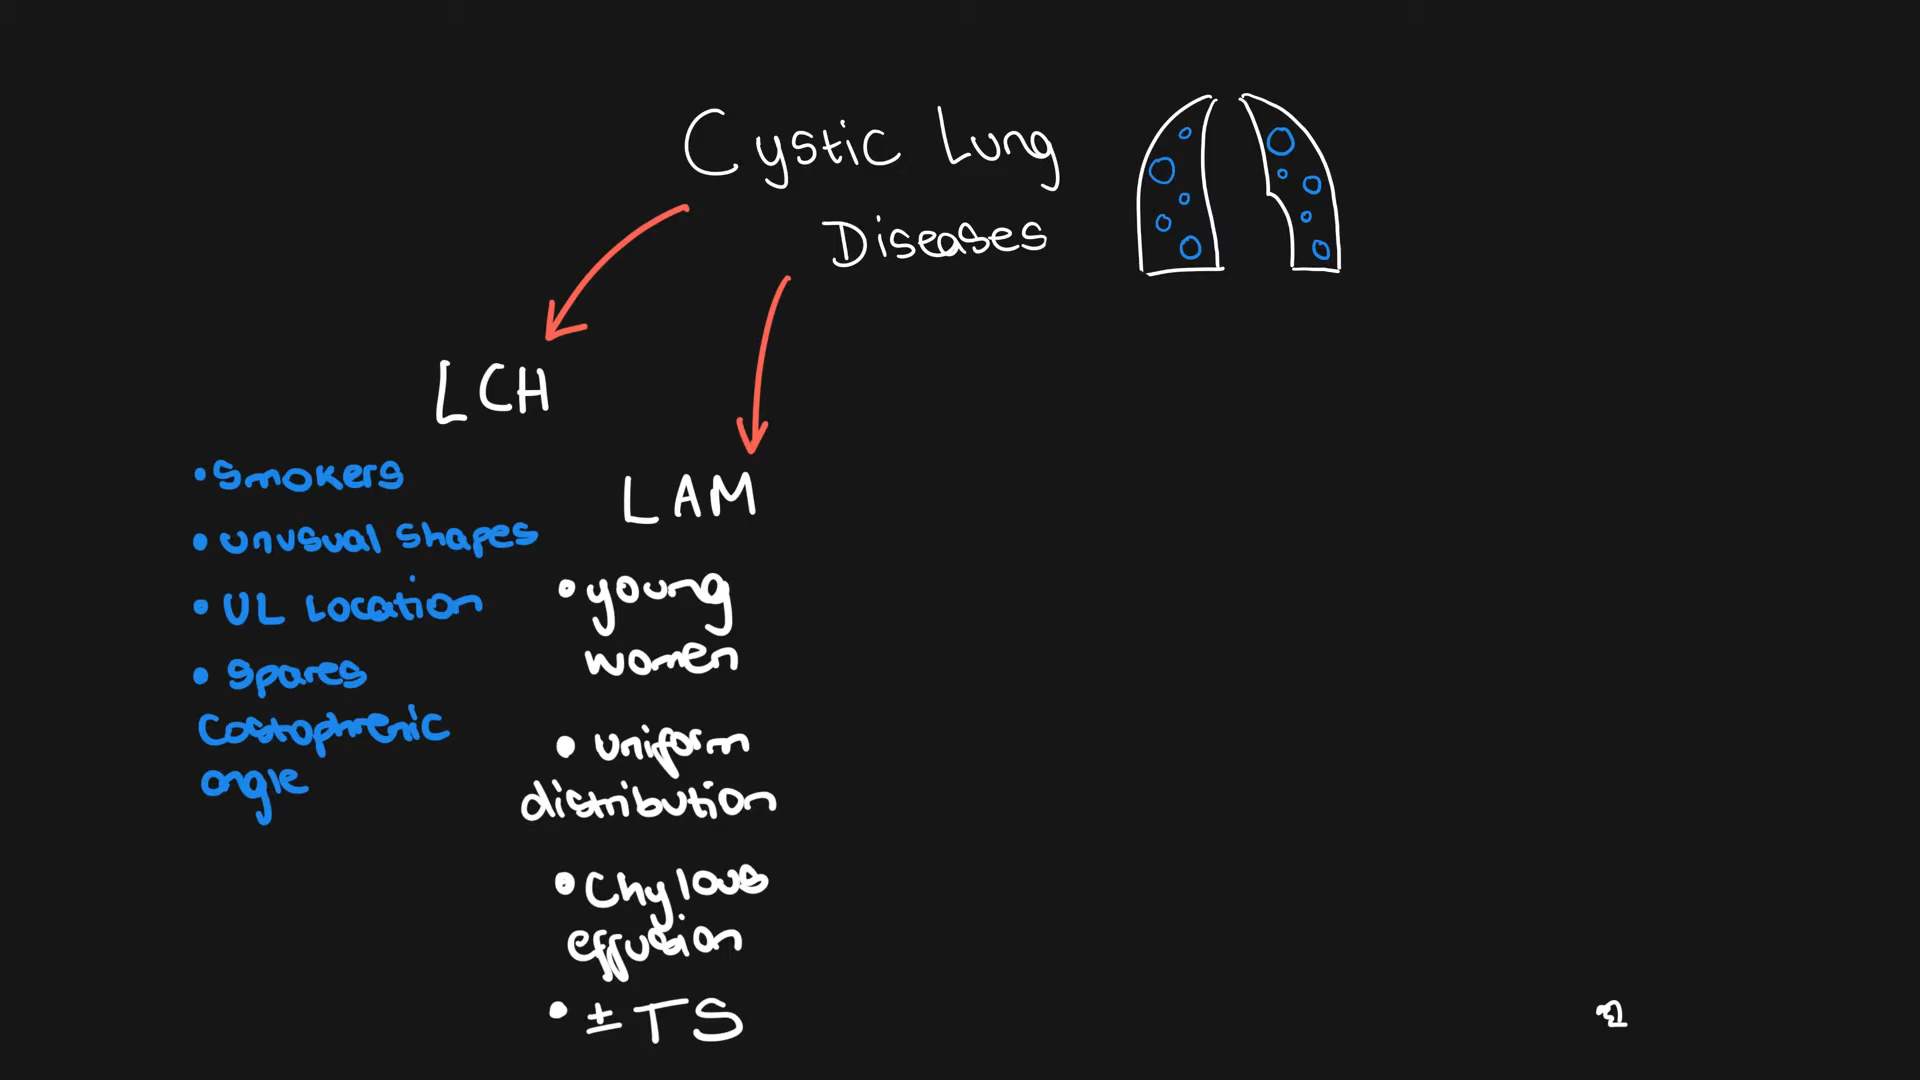 Cystic Lung
Diseases
LCH
• Smokers
• unusual shapes
• UL Location
• Spares
Costophrenic
angle
LAM
• young
women
• uniform
distribution
• Chylous
effusion
• ± TS